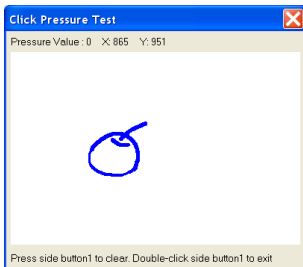 Click Pressure Test
Pressure Value : 0 X: 865 Y: 951
Press side button1 to clear. Double-click side button1 to exit